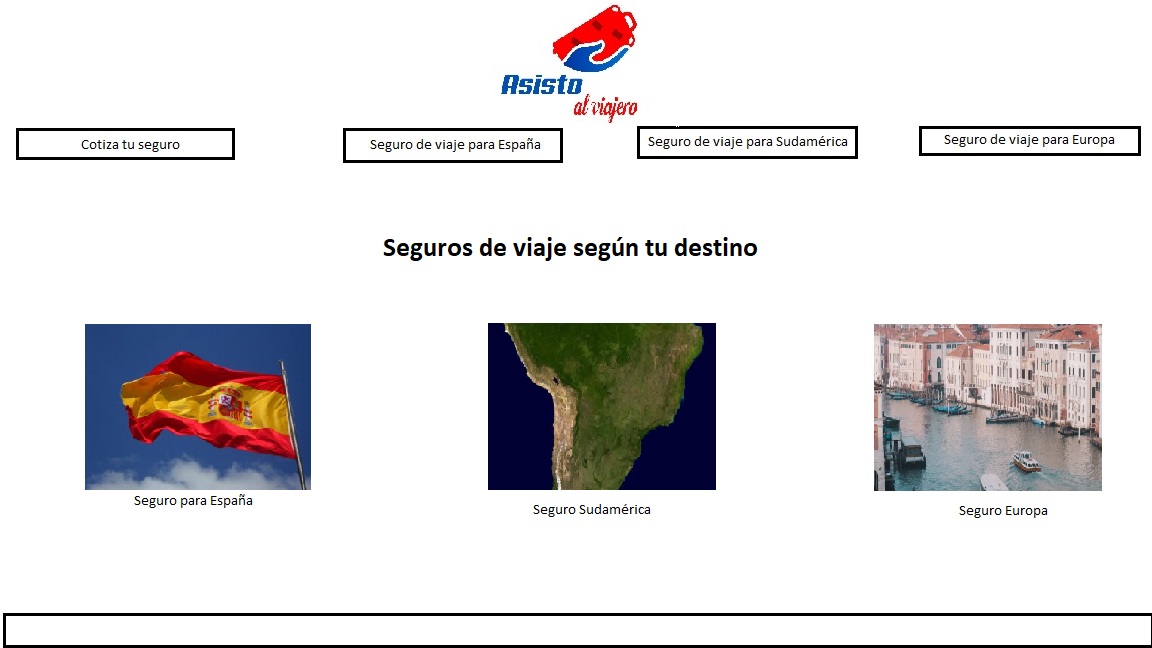 Asisto
al viajero
Cotiza tu seguro
Seguro de viaje para España
Seguro de viaje para Sudamérica
Seguro de viaje para Europa
Seguros de viaje según tu destino
Seguro para España
Seguro Sudamérica
Seguro Europa